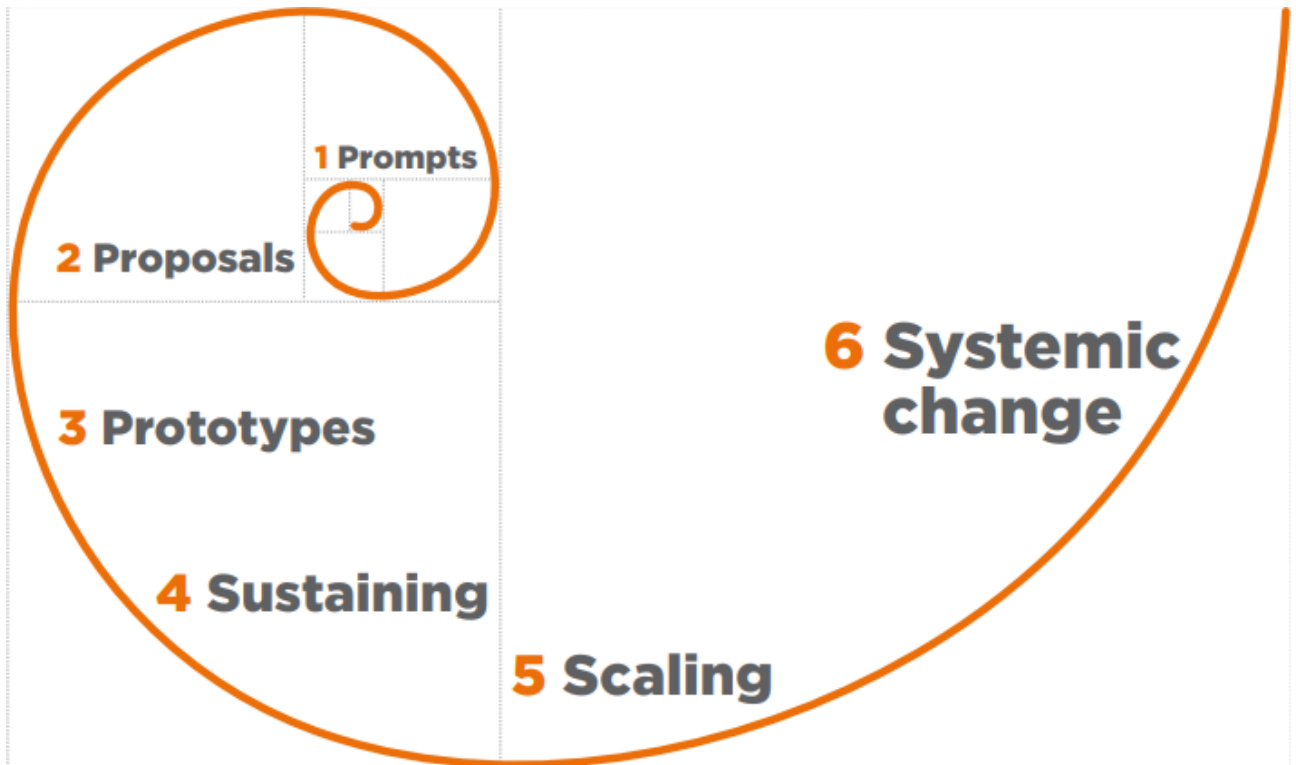 1 Prompts
2 Proposals
3 Prototypes
4 Sustaining
5 Scaling
6 Systemic
change